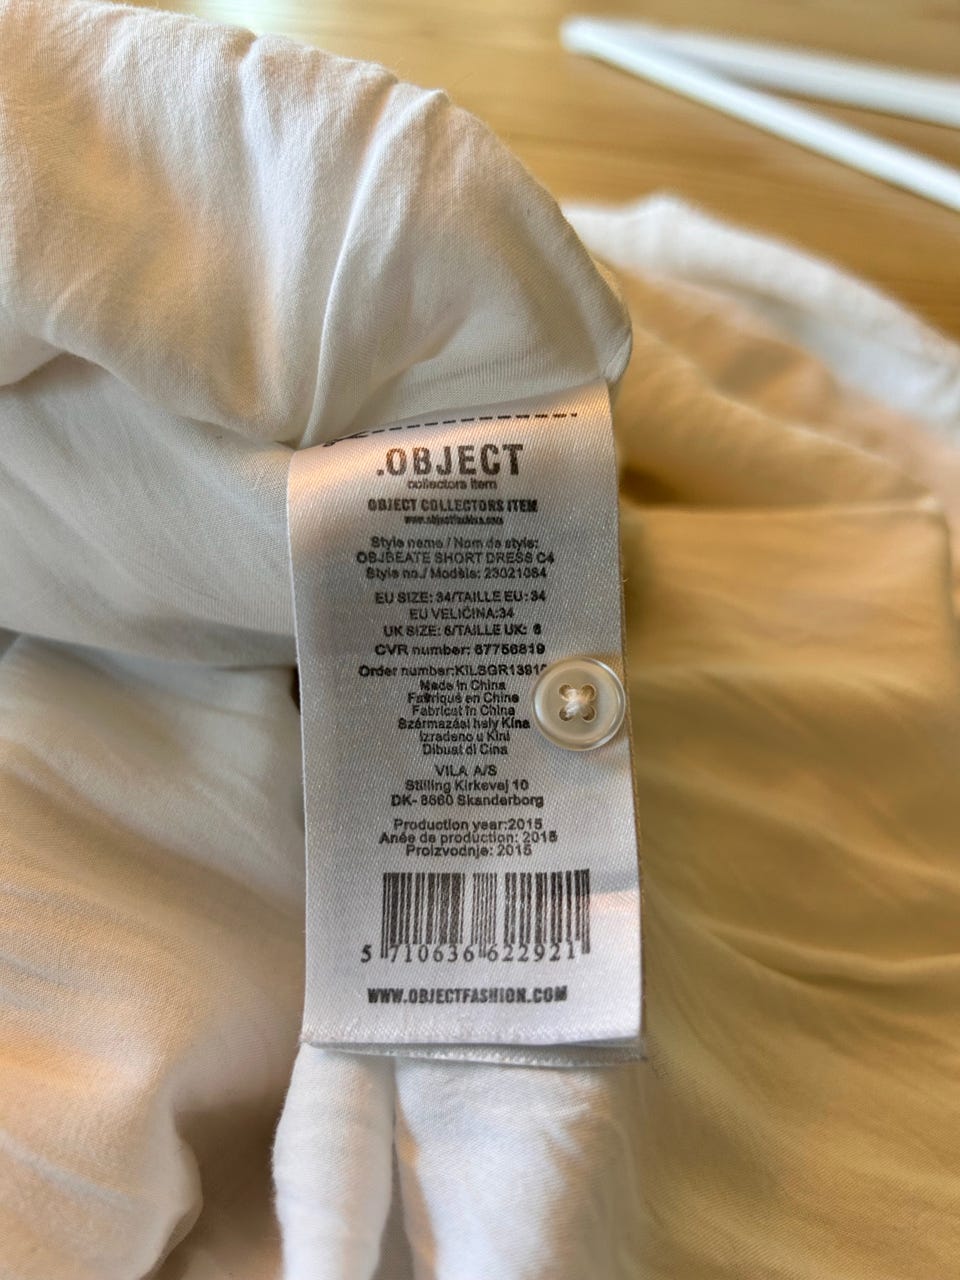 .OBJECT
collectors item
OBJECT COLLECTORS ITEM
www.objectfashion.com
Style name / Nom de style:
OBJBEATE SHORT DRESS C4
Style no./ Modèls: 23021084
EU SIZE: 34/TAILLE EU: 34
EU VELIČINA:34
UK SIZE: 6/TAILLE UK: 6
CVR number: 67756819
Order number:KILSGR1391
Made in China
Fabriqué en Chine
Fabricat in China
Származási hely Kína
Izradeno u Kini
Dibuat di Cina
VILA A/S
Stilling Kirkevej 10
DK- 8660 Skanderborg
Production year:2015
Anée de production: 2015
Proizvodnje: 2015
5 710636 622921
WWW.OBJECTFASHION.COM